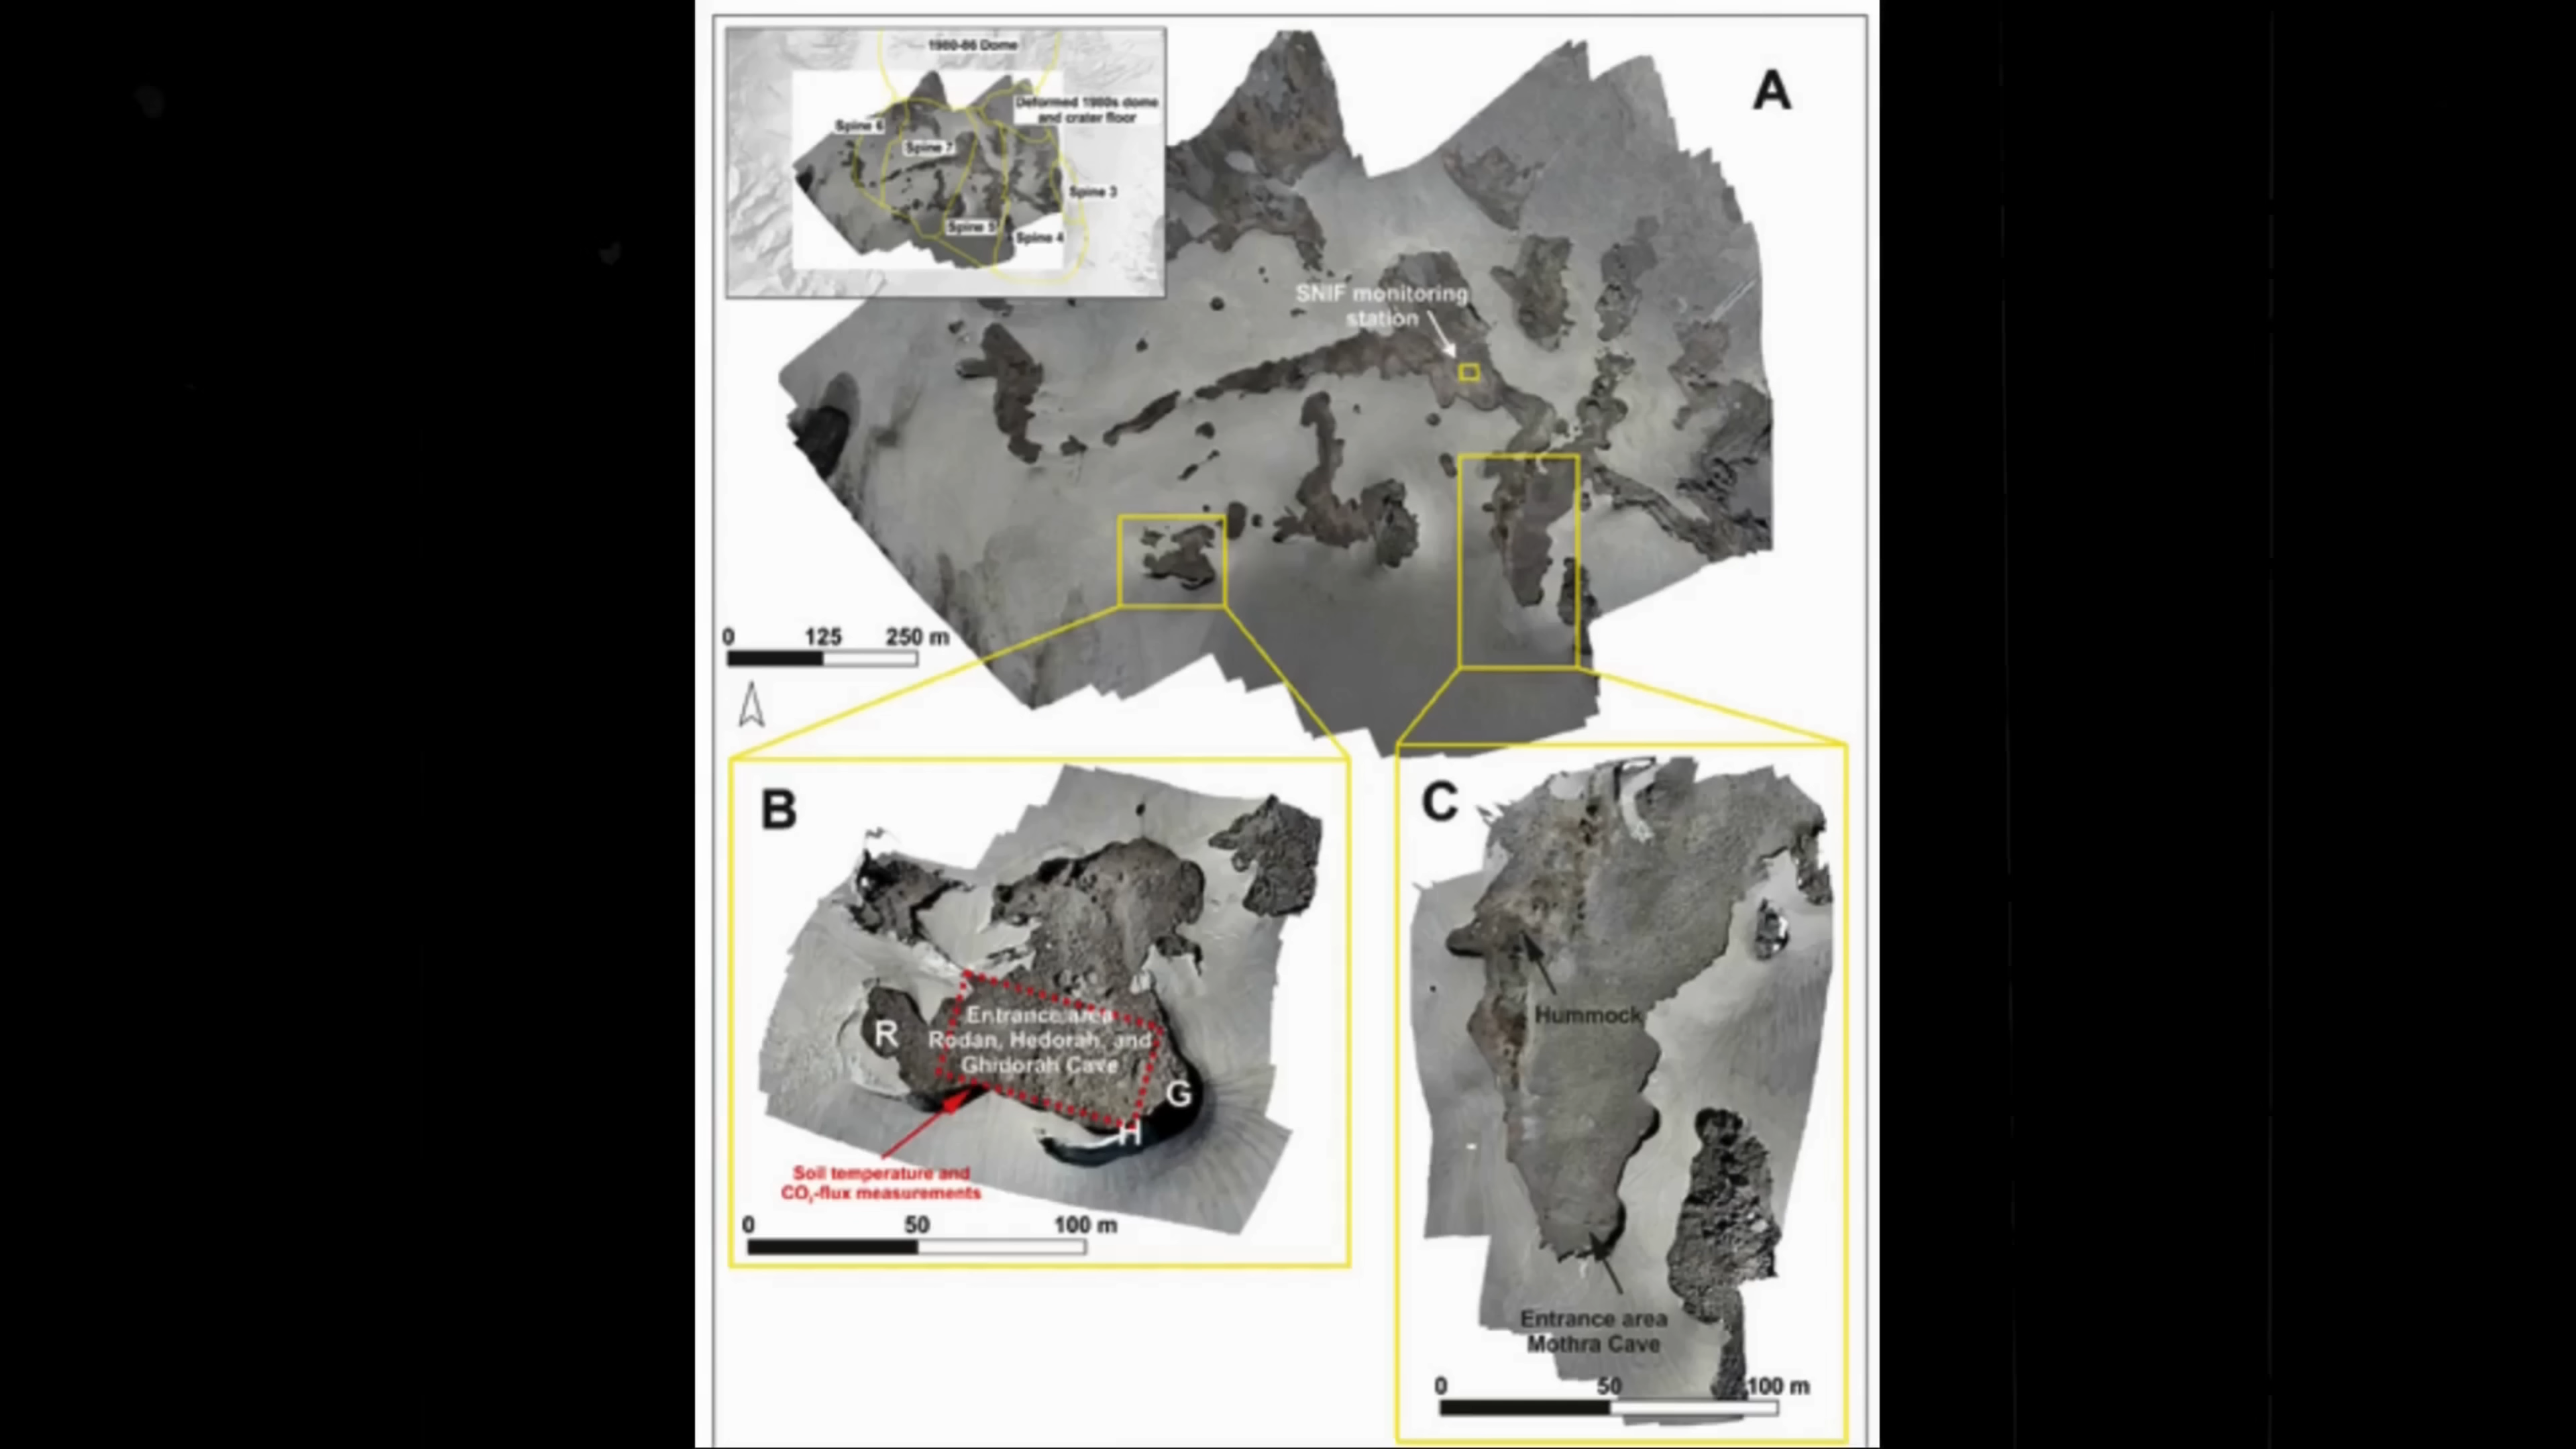 A
1980-86 Dome
Deformed 1980s dome
and crater floor
Spine 6
Spine 7
Spine 3
Spine 5
Spine 4
SNIF monitoring
station
0 125 250 m
B
R
Entrance area
Rodan, Hedorah, and
Ghidorah Cave
G
H
Soil temperature and
CO₂-flux measurements
0 50 100 m
C
Hummock
Entrance area
Mothra Cave
0 50 100 m